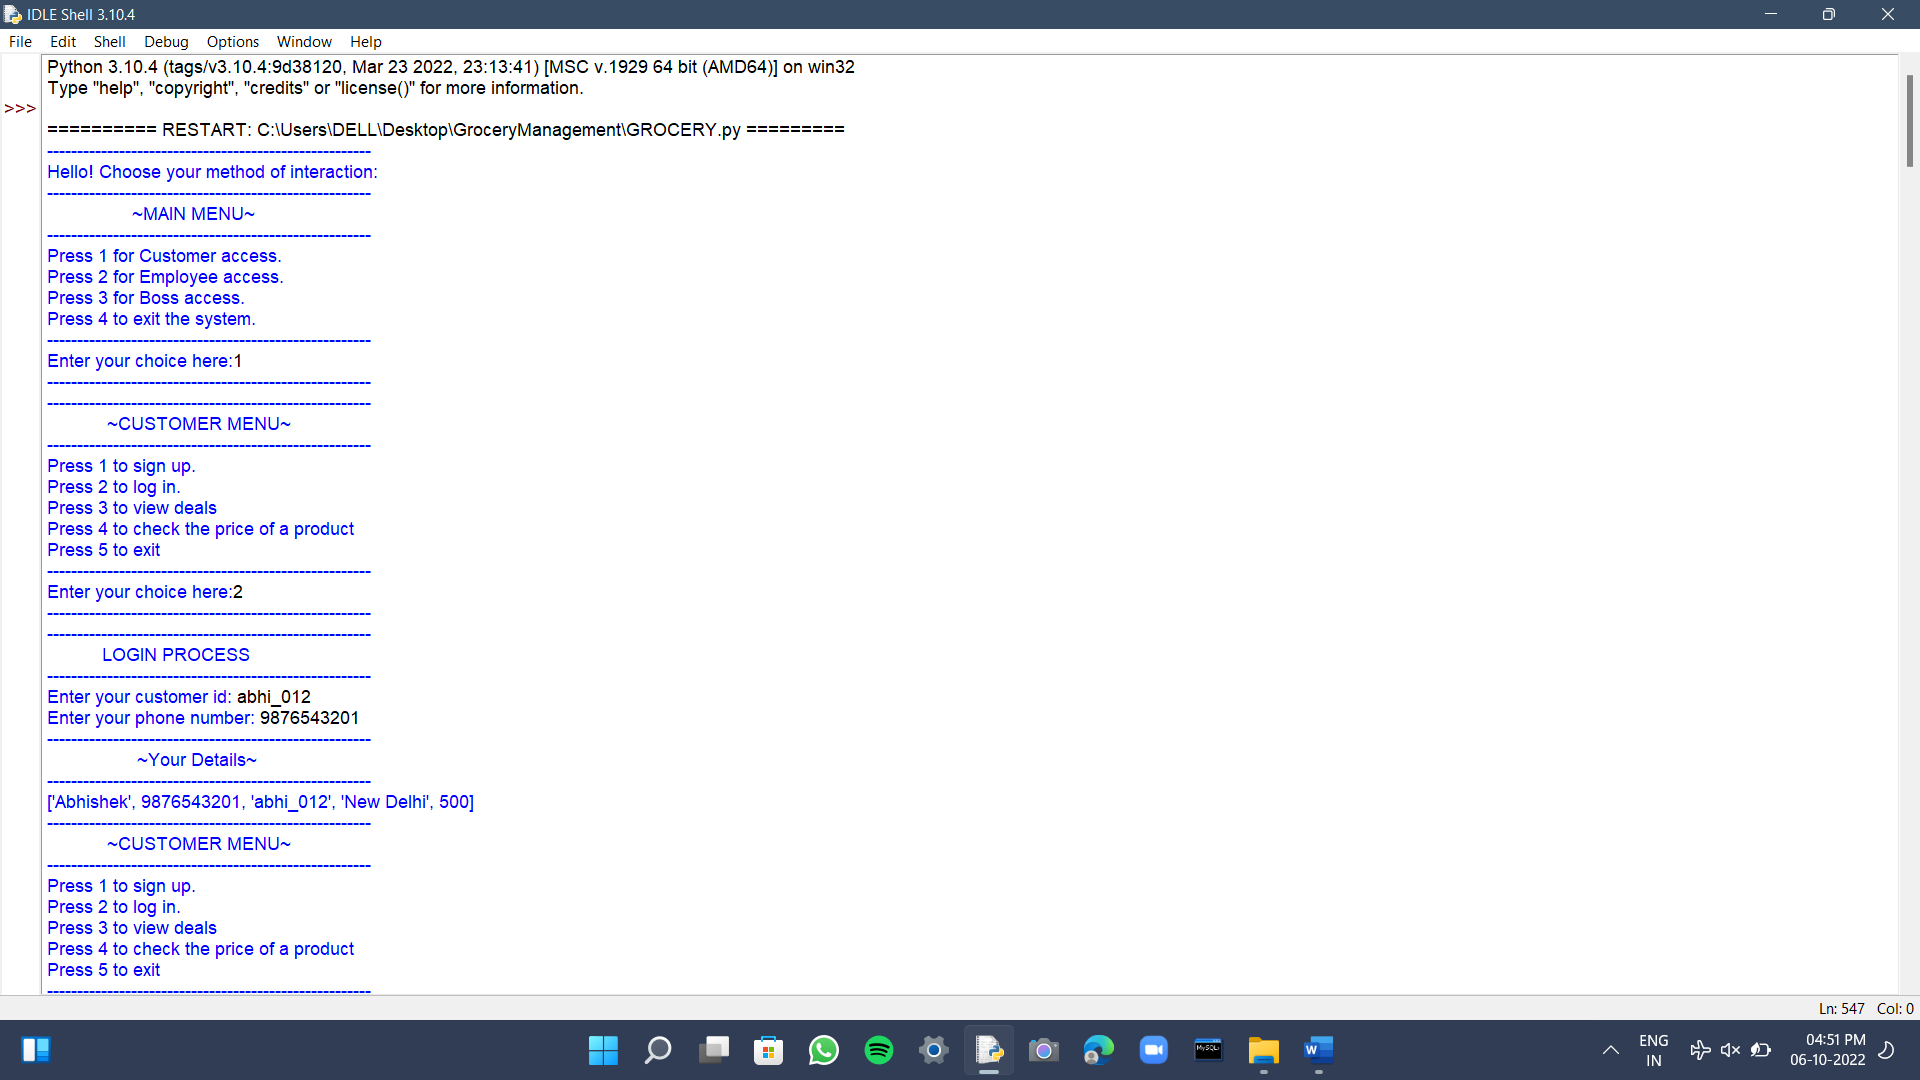 IDLE Shell 3.10.4
File Edit Shell Debug Options Window Help
Python 3.10.4 (tags/v3.10.4:9d38120, Mar 23 2022, 23:13:41) [MSC v.1929 64 bit (AMD64)] on win32
Type "help", "copyright", "credits" or "license()" for more information.
>>>
========== RESTART: C:\Users\DELL\Desktop\GroceryManagement\GROCERY.py =========
------------------------------------------------------
Hello! Choose your method of interaction:
------------------------------------------------------
~MAIN MENU~
------------------------------------------------------
Press 1 for Customer access.
Press 2 for Employee access.
Press 3 for Boss access.
Press 4 to exit the system.
------------------------------------------------------
Enter your choice here:1
------------------------------------------------------
------------------------------------------------------
~CUSTOMER MENU~
------------------------------------------------------
Press 1 to sign up.
Press 2 to log in.
Press 3 to view deals
Press 4 to check the price of a product
Press 5 to exit
------------------------------------------------------
Enter your choice here:2
------------------------------------------------------
------------------------------------------------------
LOGIN PROCESS
------------------------------------------------------
Enter your customer id: abhi_012
Enter your phone number: 9876543201
------------------------------------------------------
~Your Details~
------------------------------------------------------
['Abhishek', 9876543201, 'abhi_012', 'New Delhi', 500]
------------------------------------------------------
~CUSTOMER MENU~
------------------------------------------------------
Press 1 to sign up.
Press 2 to log in.
Press 3 to view deals
Press 4 to check the price of a product
Press 5 to exit
------------------------------------------------------
Ln: 547 Col: 0
MySQL
W
ENG
IN
04:51 PM
06-10-2022